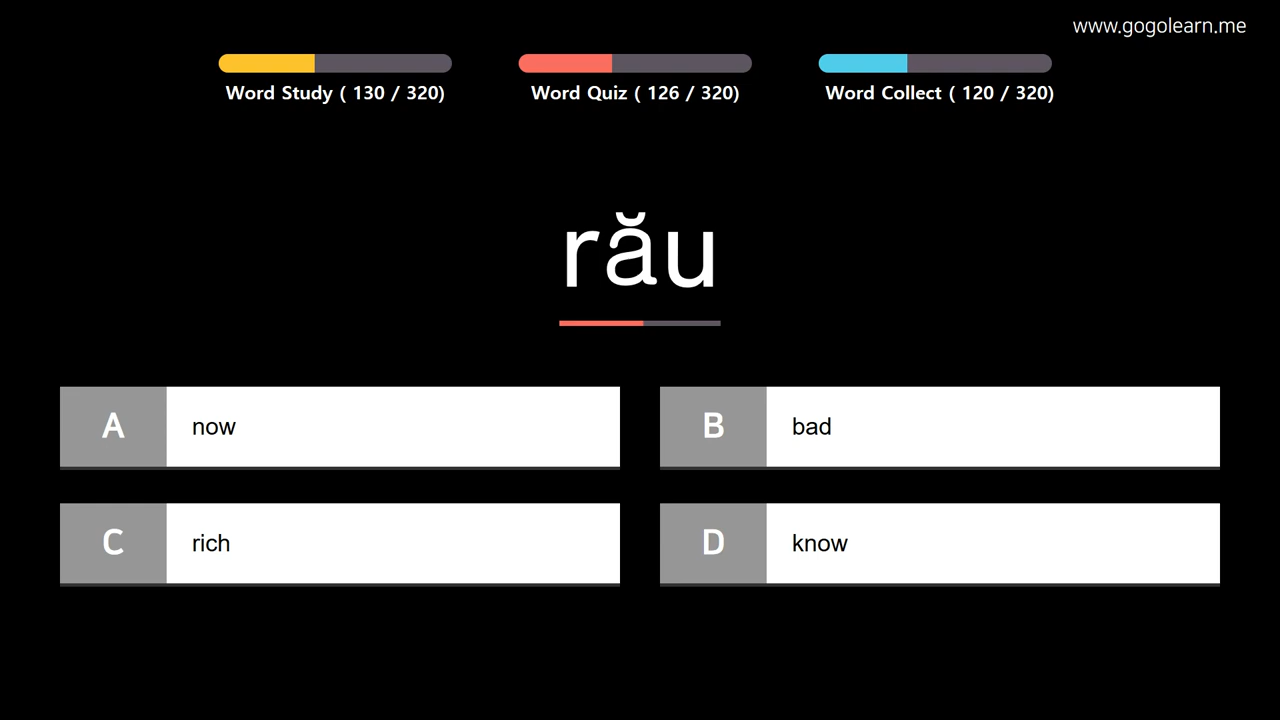 www.gogolearn.me
Word Study ( 130 / 320)
Word Quiz ( 126 / 320)
Word Collect ( 120 / 320)
rău
A now
B bad
C rich
D know